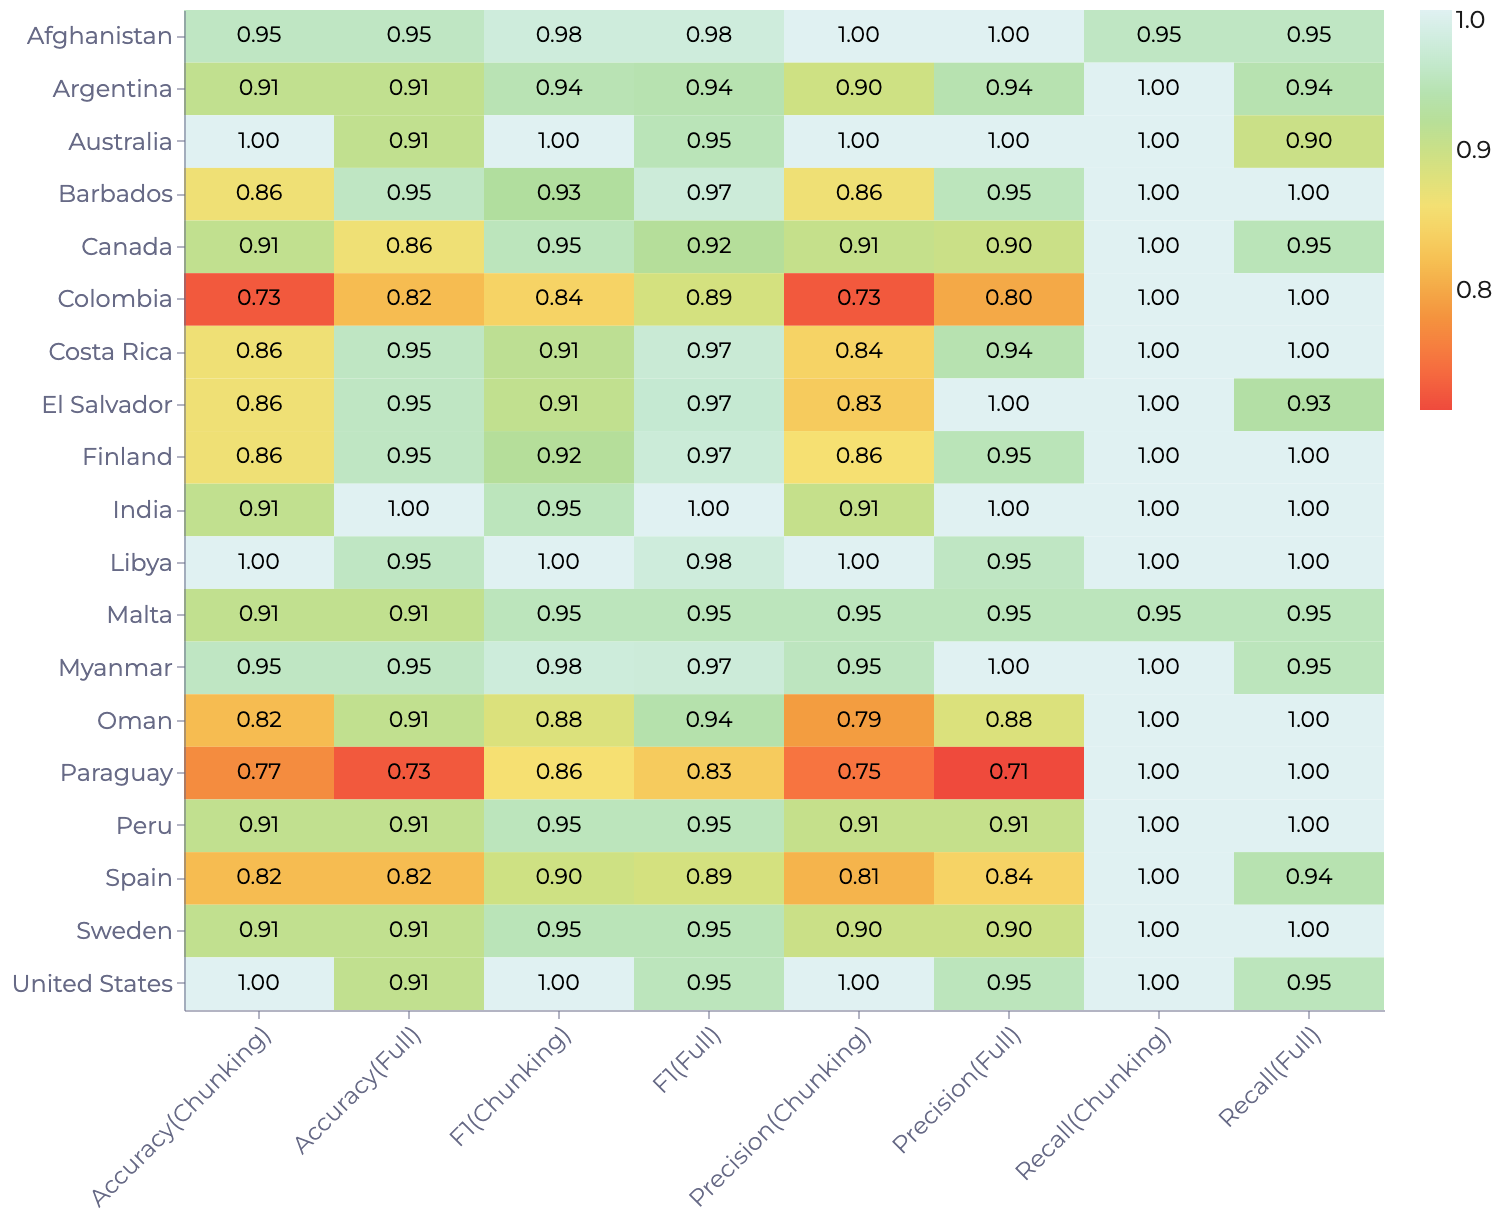 Afghanistan 0.95 0.95 0.98 0.98 1.00 1.00 0.95 0.95
Argentina 0.91 0.91 0.94 0.94 0.90 0.94 1.00 0.94
Australia 1.00 0.91 1.00 0.95 1.00 1.00 1.00 0.90
Barbados 0.86 0.95 0.93 0.97 0.86 0.95 1.00 1.00
Canada 0.91 0.86 0.95 0.92 0.91 0.90 1.00 0.95
Colombia 0.73 0.82 0.84 0.89 0.73 0.80 1.00 1.00
Costa Rica 0.86 0.95 0.91 0.97 0.84 0.94 1.00 1.00
El Salvador 0.86 0.95 0.91 0.97 0.83 1.00 1.00 0.93
Finland 0.86 0.95 0.92 0.97 0.86 0.95 1.00 1.00
India 0.91 1.00 0.95 1.00 0.91 1.00 1.00 1.00
Libya 1.00 0.95 1.00 0.98 1.00 0.95 1.00 1.00
Malta 0.91 0.91 0.95 0.95 0.95 0.95 0.95 0.95
Myanmar 0.95 0.95 0.98 0.97 0.95 1.00 1.00 0.95
Oman 0.82 0.91 0.88 0.94 0.79 0.88 1.00 1.00
Paraguay 0.77 0.73 0.86 0.83 0.75 0.71 1.00 1.00
Peru 0.91 0.91 0.95 0.95 0.91 0.91 1.00 1.00
Spain 0.82 0.82 0.90 0.89 0.81 0.84 1.00 0.94
Sweden 0.91 0.91 0.95 0.95 0.90 0.90 1.00 1.00
United States 1.00 0.91 1.00 0.95 1.00 0.95 1.00 0.95
Accuracy(Chunking)
Accuracy(Full)
F1(Chunking)
F1(Full)
Precision(Chunking)
Precision(Full)
Recall(Chunking)
Recall(Full)
1.0
0.9
0.8